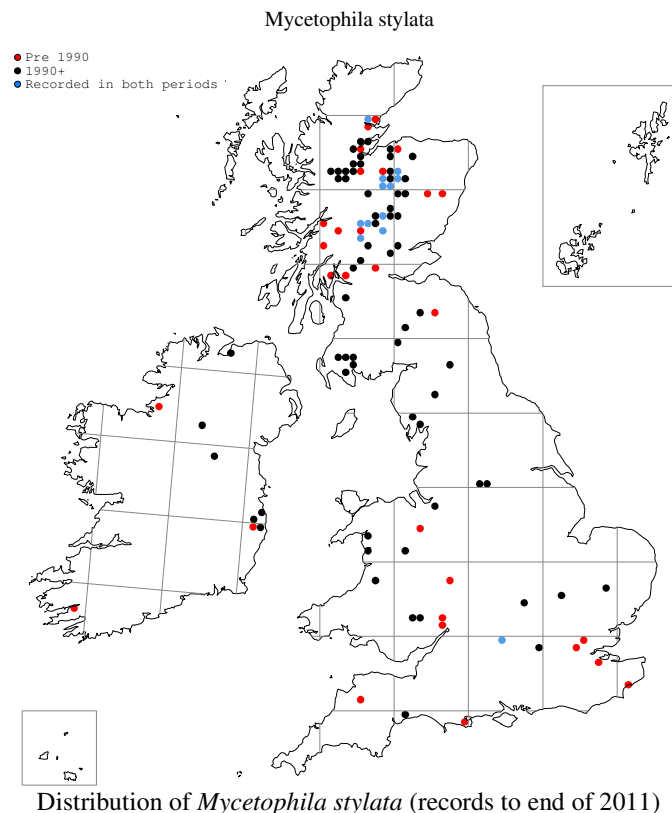 Mycetophila stylata
Pre 1990
1990+
Recorded in both periods
Distribution of Mycetophila stylata (records to end of 2011)